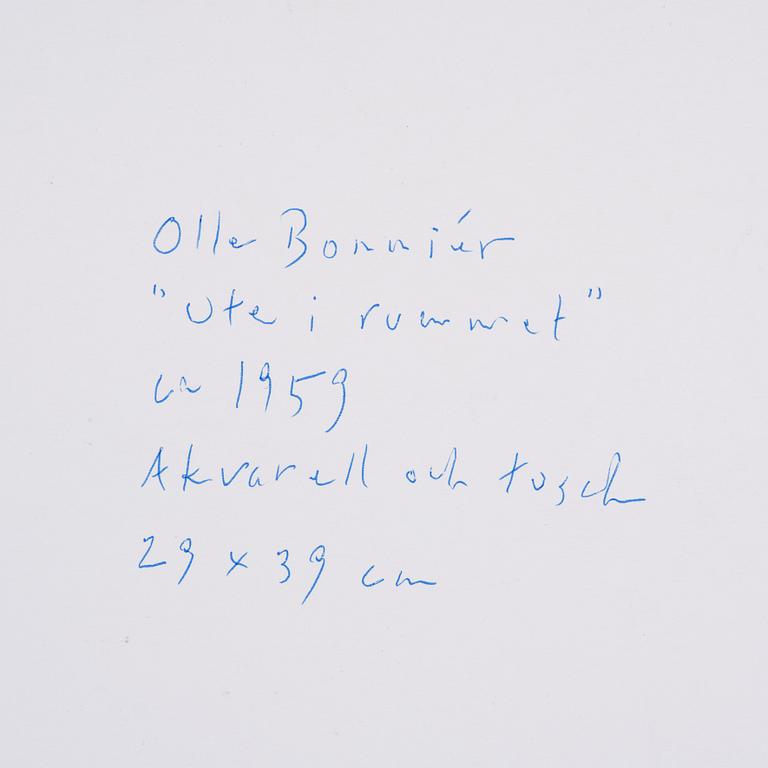 Olle Bonniér
"Ute i rummet"
ca 1959
Akvarell och tusch
29 x 39 cm